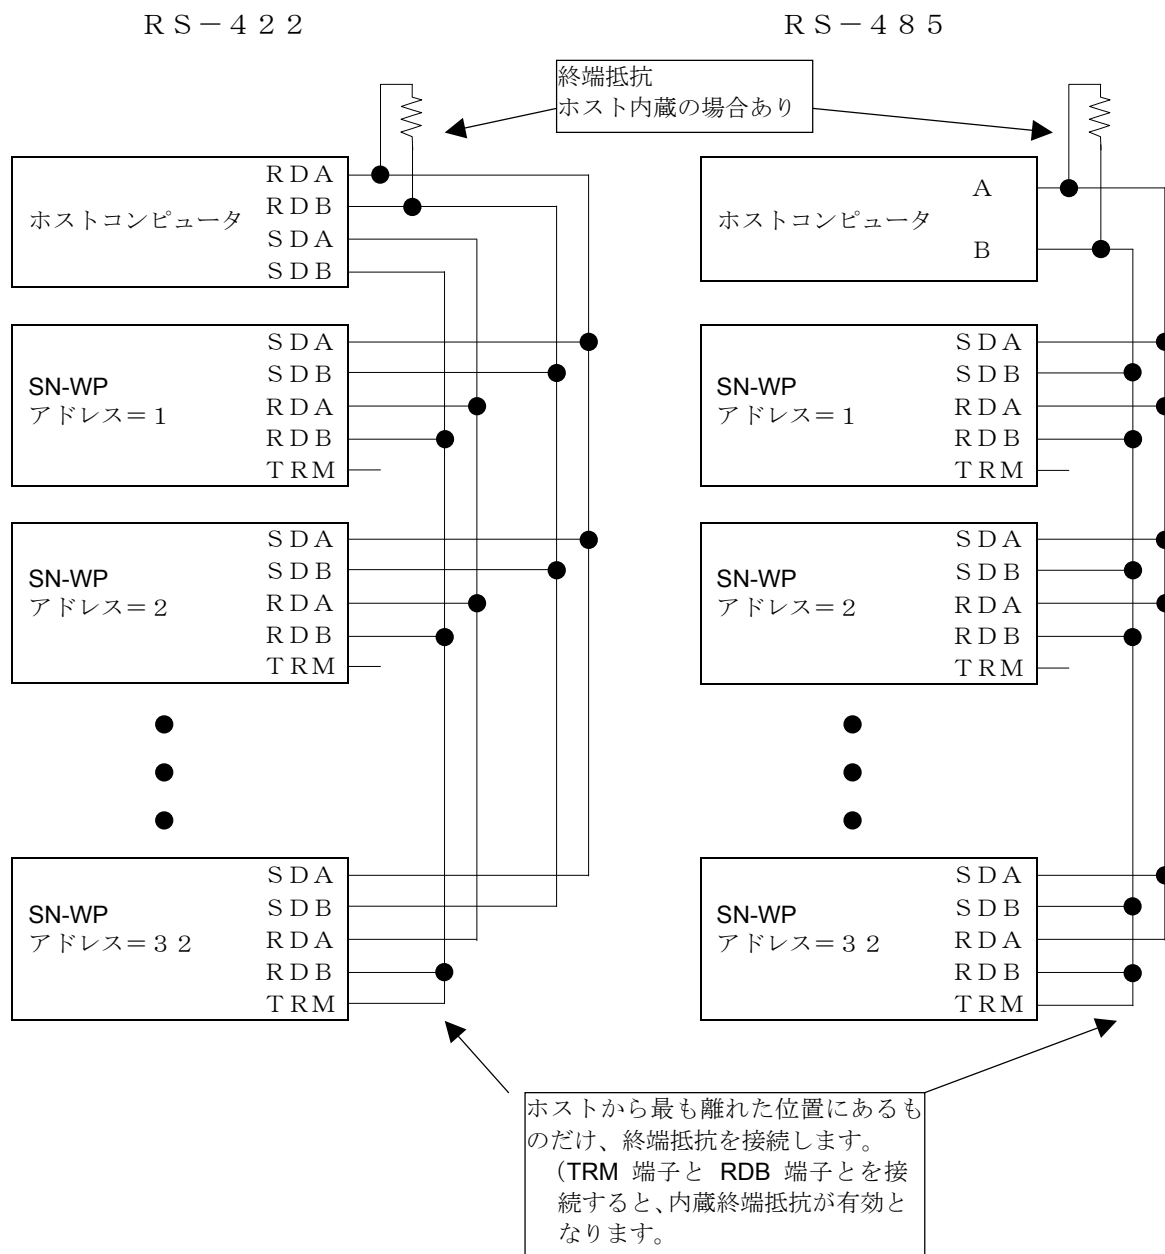 ＲＳ－４２２
ＲＳ－４８５
終端抵抗
ホスト内蔵の場合あり
ホストコンピュータ
ＲＤＡ
ＲＤＢ
ＳＤＡ
ＳＤＢ
ホストコンピュータ
Ａ
Ｂ
SN-WP
アドレス＝１
ＳＤＡ
ＳＤＢ
ＲＤＡ
ＲＤＢ
ＴＲＭ
SN-WP
アドレス＝１
ＳＤＡ
ＳＤＢ
ＲＤＡ
ＲＤＢ
ＴＲＭ
SN-WP
アドレス＝２
ＳＤＡ
ＳＤＢ
ＲＤＡ
ＲＤＢ
ＴＲＭ
SN-WP
アドレス＝２
ＳＤＡ
ＳＤＢ
ＲＤＡ
ＲＤＢ
ＴＲＭ
SN-WP
アドレス＝３２
ＳＤＡ
ＳＤＢ
ＲＤＡ
ＲＤＢ
ＴＲＭ
SN-WP
アドレス＝３２
ＳＤＡ
ＳＤＢ
ＲＤＡ
ＲＤＢ
ＴＲＭ
ホストから最も離れた位置にあるも
のだけ、終端抵抗を接続します。
（TRM 端子と RDB 端子とを接
続すると、内蔵終端抵抗が有効と
なります。